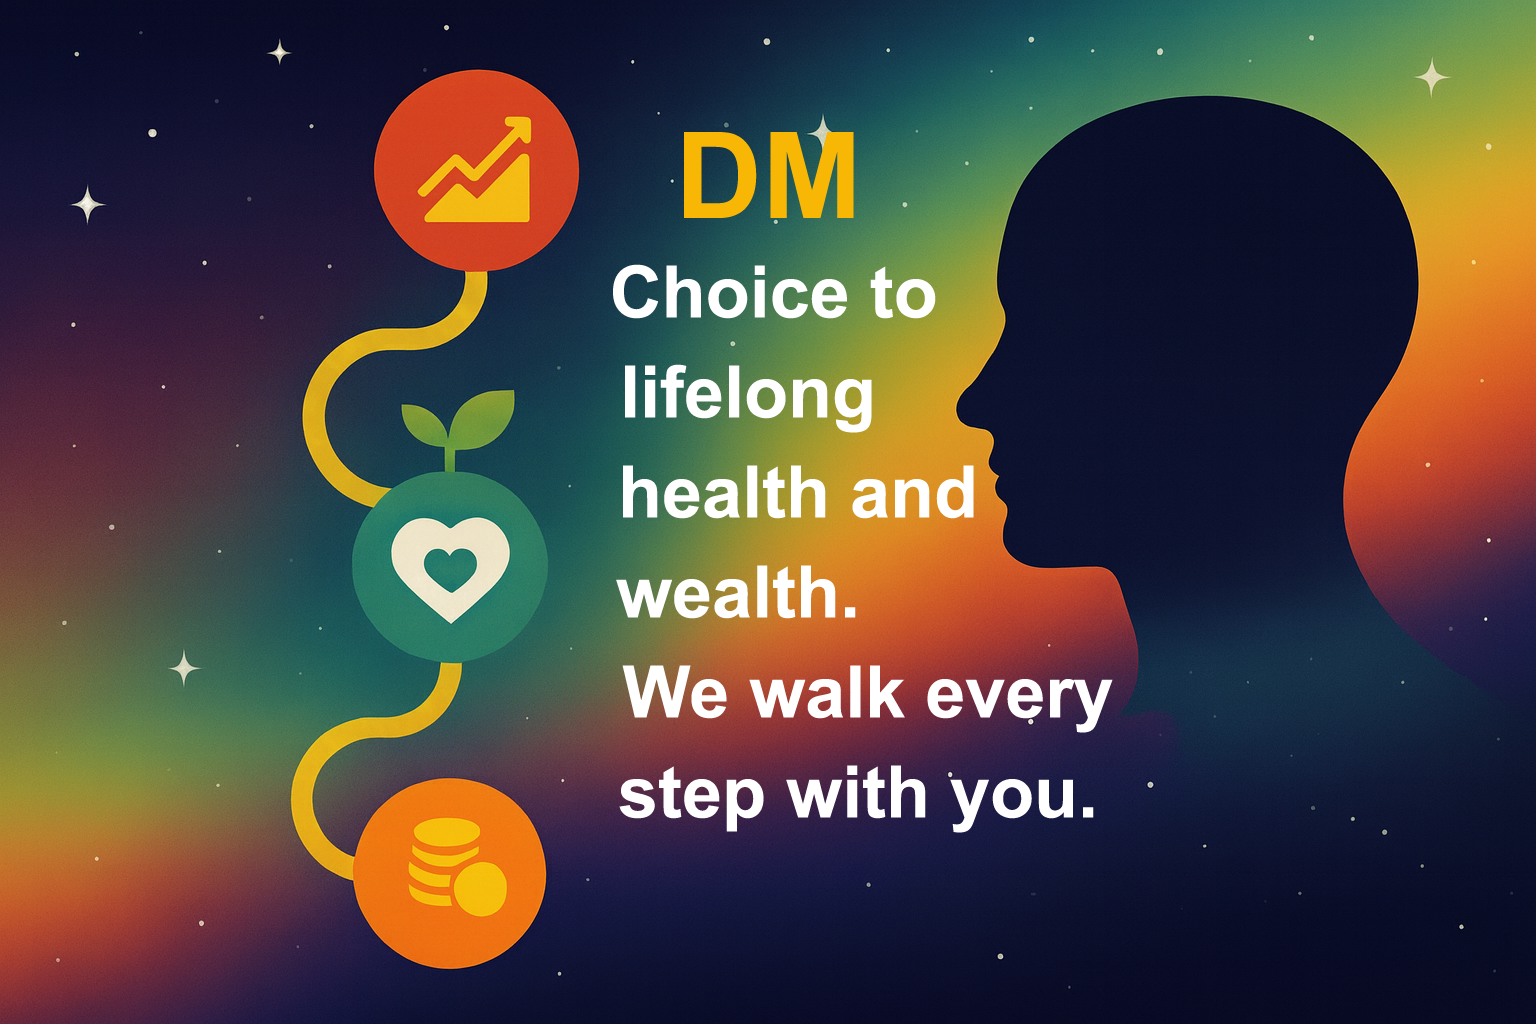 DM
Choice to
lifelong
health and
wealth.
We walk every
step with you.